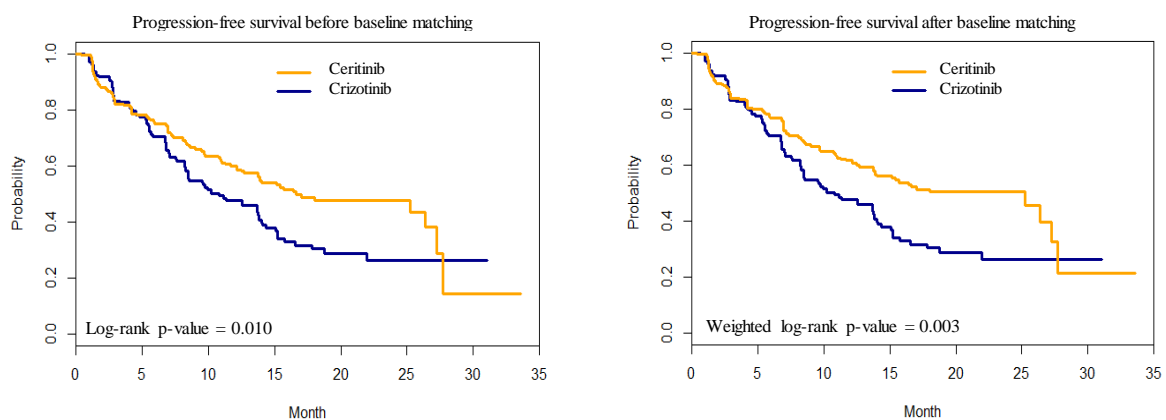 Progression-free survival before baseline matching
Probability
0.0 0.2 0.4 0.6 0.8 1.0
Ceritinib
Crizotinib
Log-rank p-value = 0.010
0 5 10 15 20 25 30 35
Month
Progression-free survival after baseline matching
Probability
0.0 0.2 0.4 0.6 0.8 1.0
Ceritinib
Crizotinib
Weighted log-rank p-value = 0.003
0 5 10 15 20 25 30 35
Month